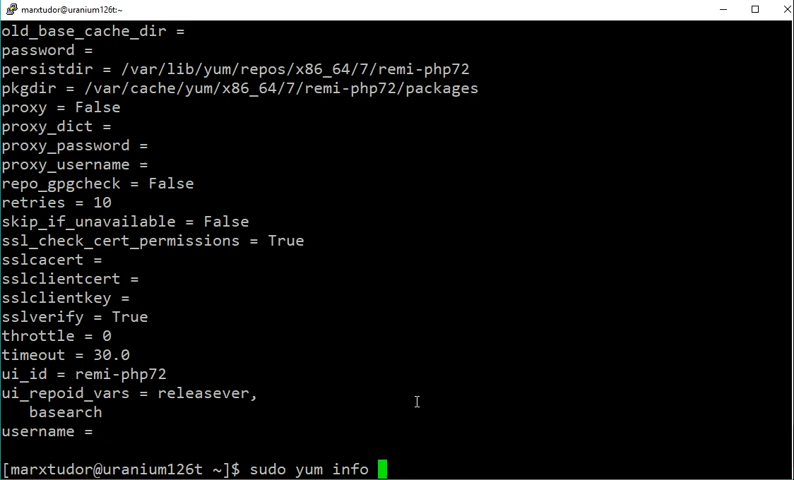 marxtudor@uranium126t:~
old_base_cache_dir =
password =
persistdir = /var/lib/yum/repos/x86_64/7/remi-php72
pkgdir = /var/cache/yum/x86_64/7/remi-php72/packages
proxy = False
proxy_dict =
proxy_password =
proxy_username =
repo_gpgcheck = False
retries = 10
skip_if_unavailable = False
ssl_check_cert_permissions = True
sslcacert =
sslclientcert =
sslclientkey =
sslverify = True
throttle = 0
timeout = 30.0
ui_id = remi-php72
ui_repoid_vars = releasever,
   basearch
username =
[marxtudor@uranium126t ~]$ sudo yum info